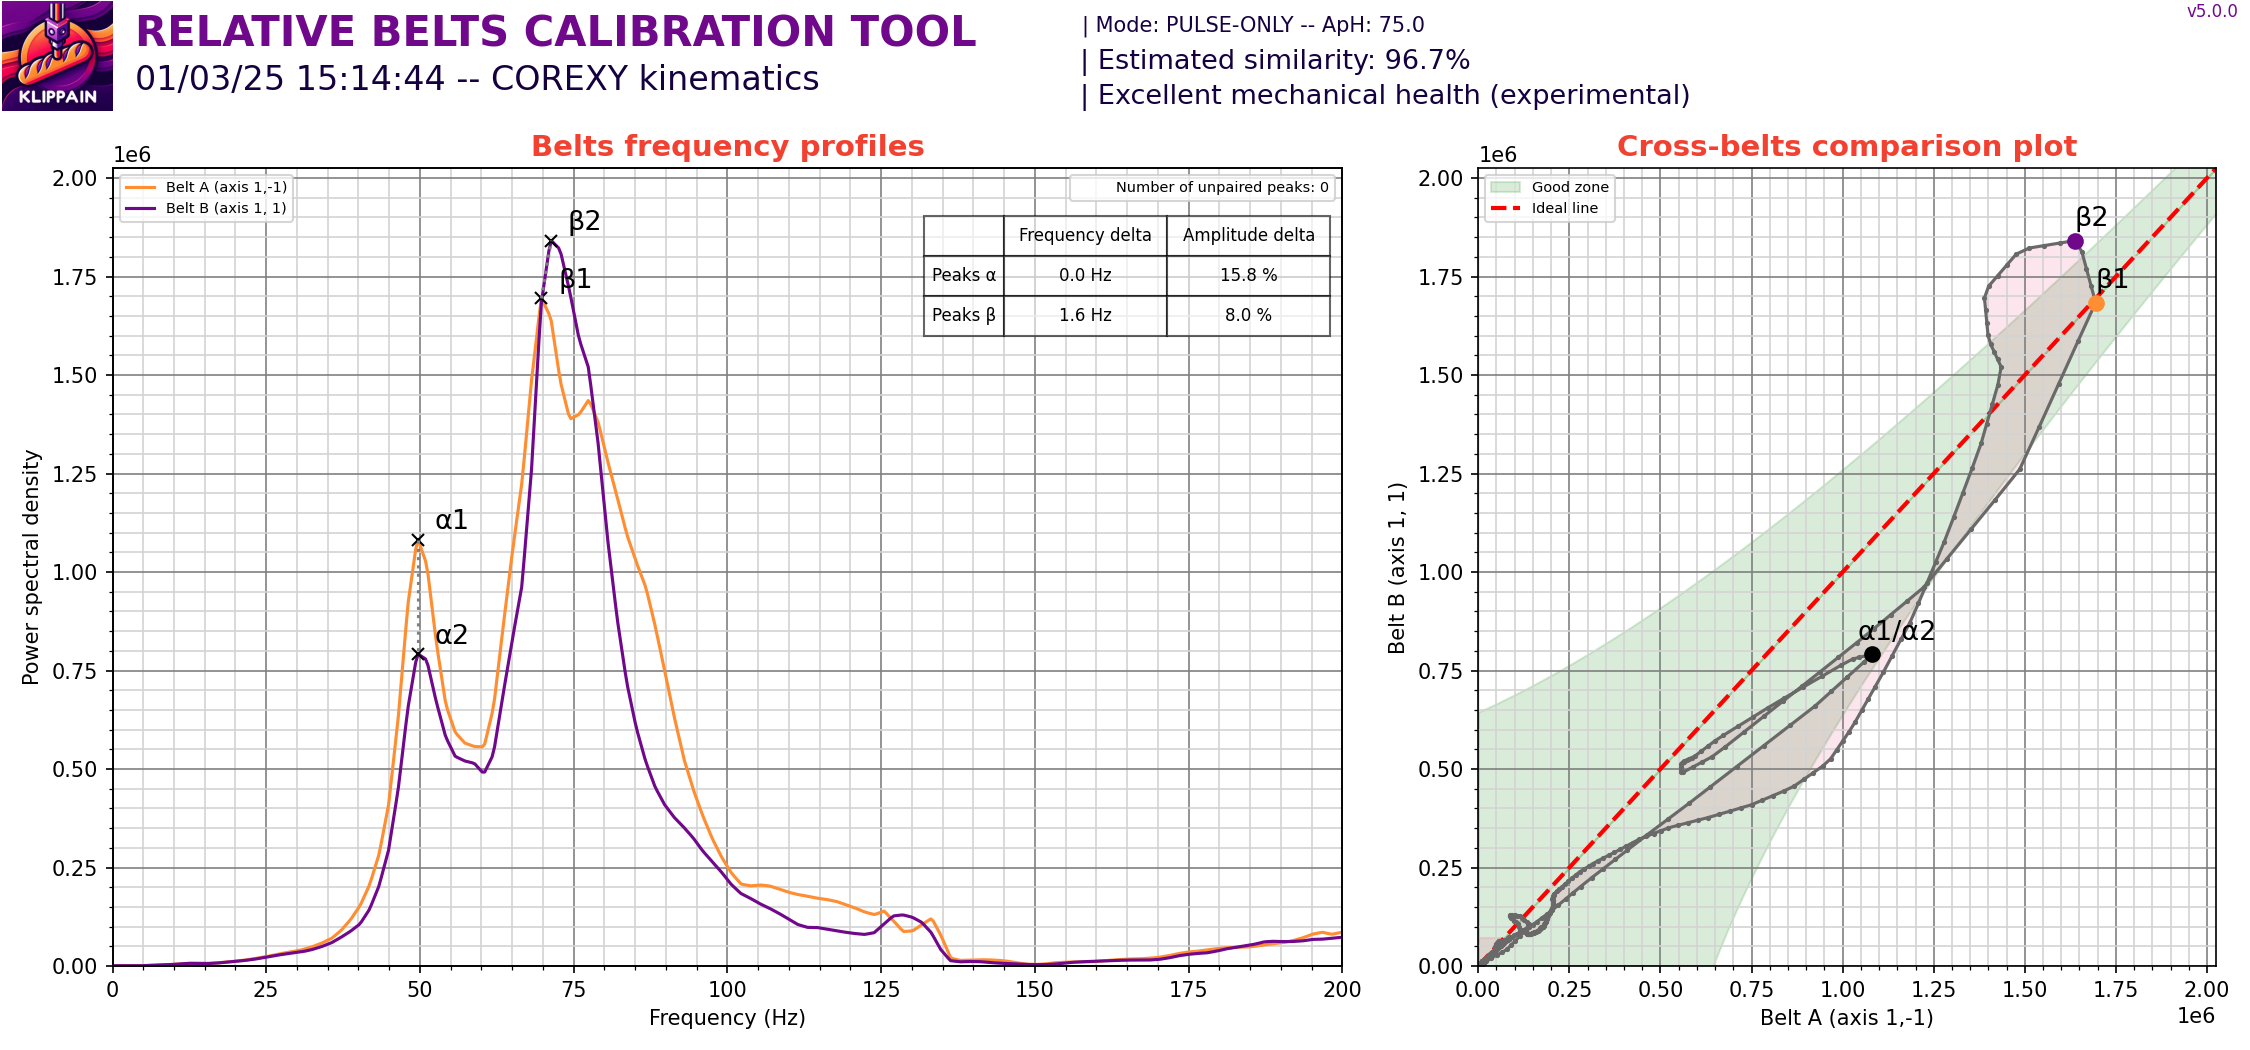 RELATIVE BELTS CALIBRATION TOOL
01/03/25 15:14:44 -- COREXY kinematics
KLIPPAIN
| Mode: PULSE-ONLY -- ApH: 75.0
| Estimated similarity: 96.7%
| Excellent mechanical health (experimental)
v5.0.0
Belts frequency profiles
1e6
Belt A (axis 1,-1)
Belt B (axis 1, 1)
Number of unpaired peaks: 0
Frequency delta Amplitude delta
Peaks α 0.0 Hz 15.8 %
Peaks β 1.6 Hz 8.0 %
β2
β1
α1
α2
2.00
1.75
1.50
1.25
1.00
0.75
0.50
0.25
0.00
Power spectral density
0 25 50 75 100 125 150 175 200
Frequency (Hz)
Cross-belts comparison plot
1e6
Good zone
Ideal line
β2
β1
α1/α2
2.00
1.75
1.50
1.25
1.00
0.75
0.50
0.25
0.00
Belt B (axis 1, 1)
0.00 0.25 0.50 0.75 1.00 1.25 1.50 1.75 2.00
Belt A (axis 1,-1)
1e6